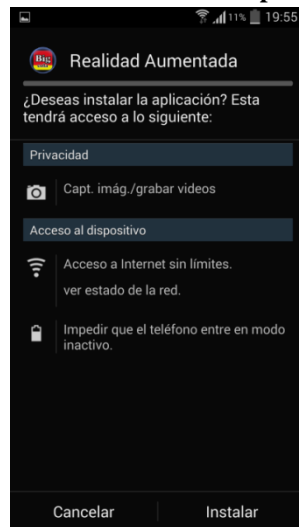 11% 19:55
Big
Realidad Aumentada
¿Deseas instalar la aplicación? Esta
tendrá acceso a lo siguiente:
Privacidad
Capt. imág./grabar videos
Acceso al dispositivo
Acceso a Internet sin límites.
ver estado de la red.
Impedir que el teléfono entre en modo
inactivo.
Cancelar Instalar